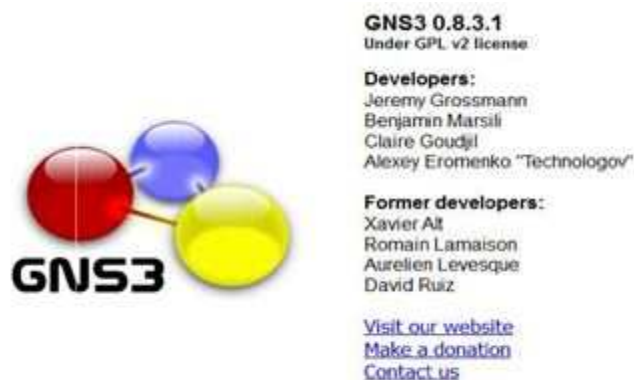 GNS3 0.8.3.1
Under GPL v2 license
Developers:
Jeremy Grossmann
Benjamin Marsili
Claire Goudjil
Alexey Eromenko "Technologov"
Former developers:
Xavier Alt
Romain Lamaison
Aurelien Levesque
David Ruiz
Visit our website
Make a donation
Contact us
GNS3